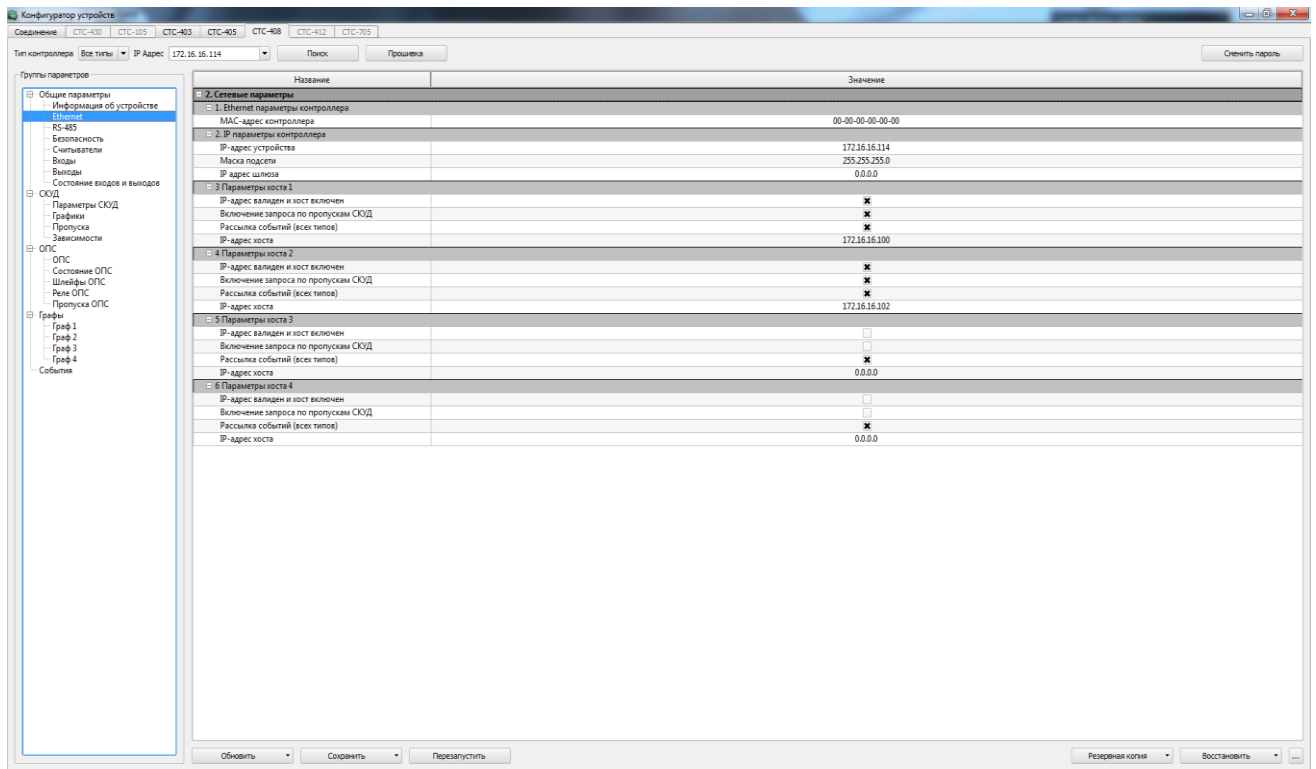 Конфигуратор устройств
Соединение СТС-430 СТС-105 СТС-403 СТС-405 СТС-408 СТС-412 СТС-705
Тип контроллера Все типы IP Адрес 172.16.16.114 Поиск Прошивка Сменить пароль
Группы параметров
Общие параметры
Информация об устройстве
Ethernet
RS-485
Безопасность
Считыватели
Входы
Выходы
Состояние входов и выходов
СКУД
Параметры СКУД
Графики
Пропуска
Зависимости
ОПС
ОПС
Состояние ОПС
Шлейфы ОПС
Реле ОПС
Пропуска ОПС
Графы
Граф 1
Граф 2
Граф 3
Граф 4
События
Название Значение
2. Сетевые параметры
1. Ethernet параметры контроллера
MAC-адрес контроллера 00-00-00-00-00-00
2. IP параметры контроллера
IP-адрес устройства 172.16.16.114
Маска подсети 255.255.255.0
IP адрес шлюза 0.0.0.0
3 Параметры хоста 1
IP-адрес валиден и хост включен
Включение запроса по пропускам СКУД
Рассылка событий (всех типов)
IP-адрес хоста 172.16.16.100
4 Параметры хоста 2
IP-адрес валиден и хост включен
Включение запроса по пропускам СКУД
Рассылка событий (всех типов)
IP-адрес хоста 172.16.16.102
5 Параметры хоста 3
IP-адрес валиден и хост включен
Включение запроса по пропускам СКУД
Рассылка событий (всех типов)
IP-адрес хоста 0.0.0.0
6 Параметры хоста 4
IP-адрес валиден и хост включен
Включение запроса по пропускам СКУД
Рассылка событий (всех типов)
IP-адрес хоста 0.0.0.0
Обновить Сохранить Перезапустить Резервная копия Восстановить ...